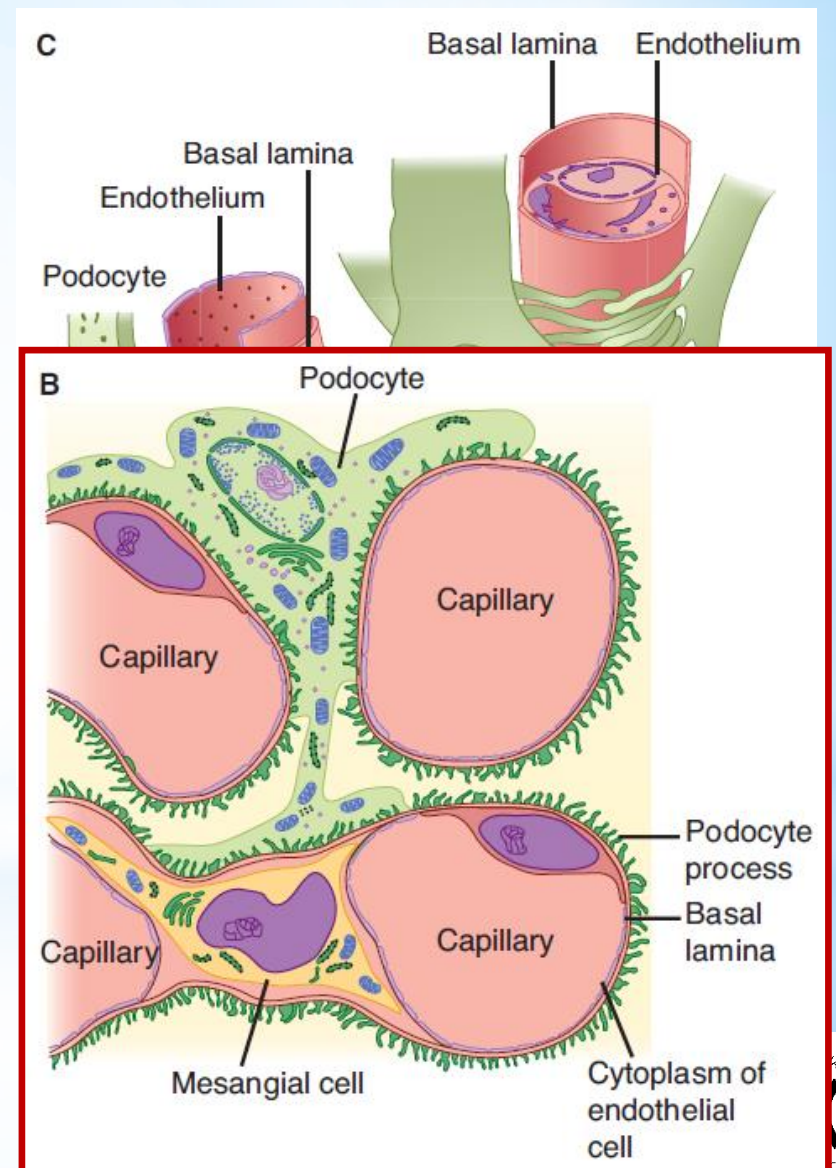 C
Basal lamina
Endothelium
Basal lamina
Endothelium
Podocyte
B
Podocyte
Capillary
Capillary
Podocyte
process
Basal
lamina
Capillary
Capillary
Mesangial cell
Cytoplasm of
endothelial
cell